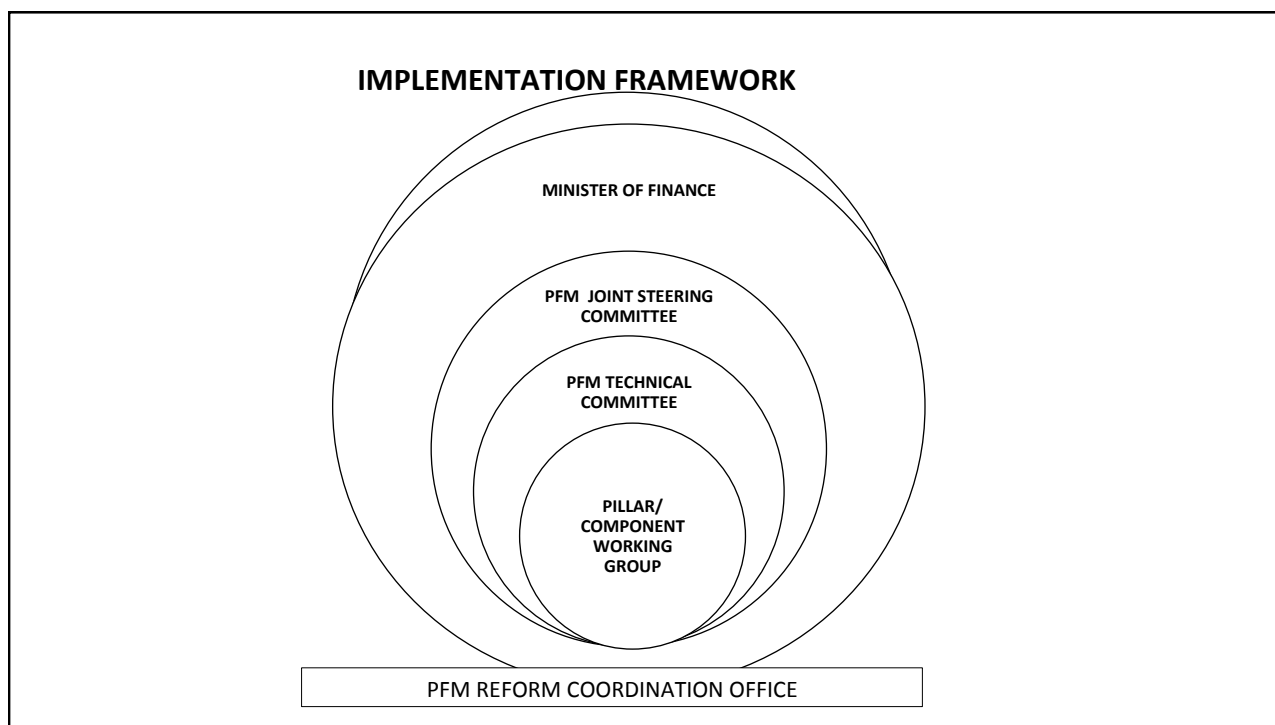 IMPLEMENTATION FRAMEWORK
MINISTER OF FINANCE
PFM JOINT STEERING
COMMITTEE
PFM TECHNICAL
COMMITTEE
PILLAR/
COMPONENT
WORKING
GROUP
PFM REFORM COORDINATION OFFICE